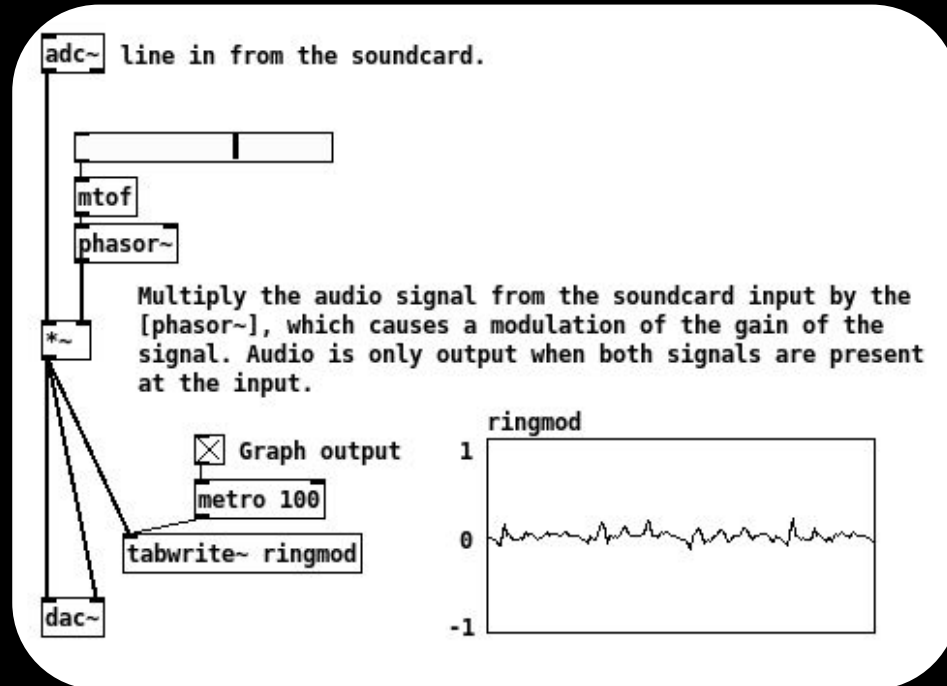 adc~ line in from the soundcard.
mtof
phasor~
Multiply the audio signal from the soundcard input by the
[phasor~], which causes a modulation of the gain of the
signal. Audio is only output when both signals are present
at the input.
*~
ringmod
1
Graph output
metro 100
0
tabwrite~ ringmod
dac~
-1